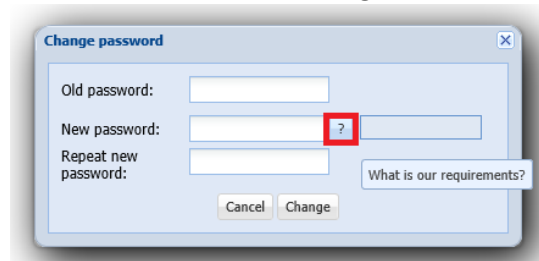 Change password
Old password:
New password:
?
Repeat new
password:
What is our requirements?
Cancel Change